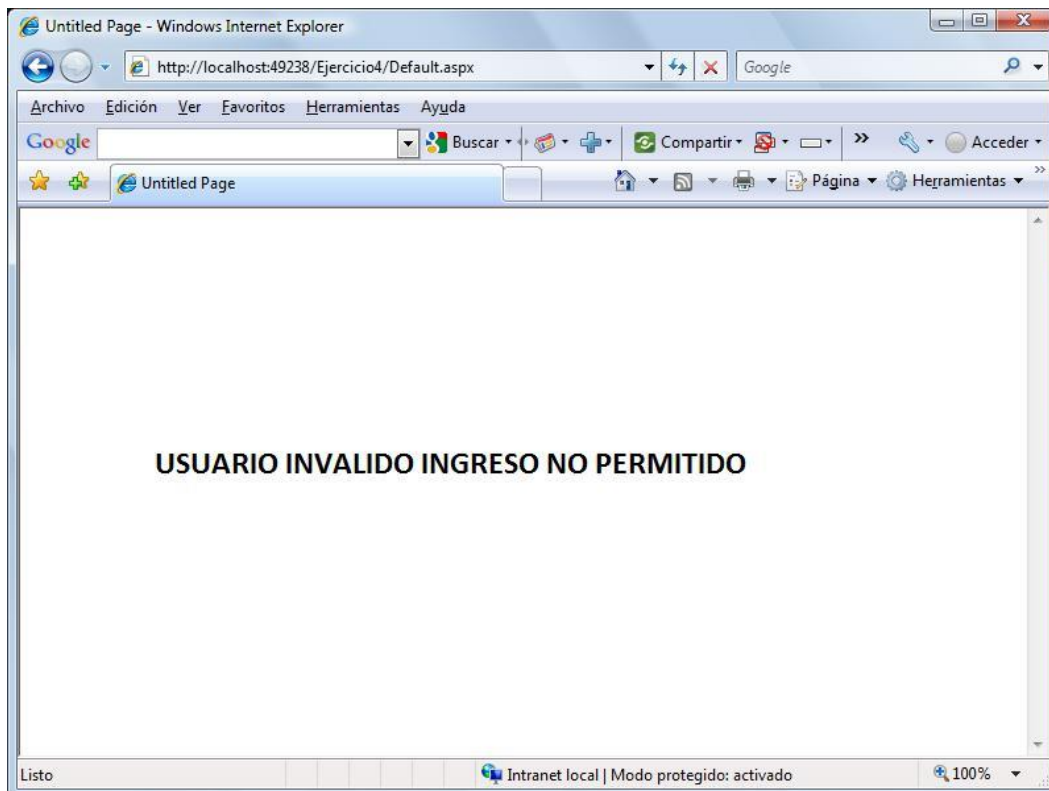 Untitled Page - Windows Internet Explorer
http://localhost:49238/Ejercicio4/Default.aspx
Google
Archivo Edición Ver Favoritos Herramientas Ayuda
Google Buscar Compartir » Acceder
Untitled Page Página Herramientas »
USUARIO INVALIDO INGRESO NO PERMITIDO
Listo Intranet local | Modo protegido: activado 100%